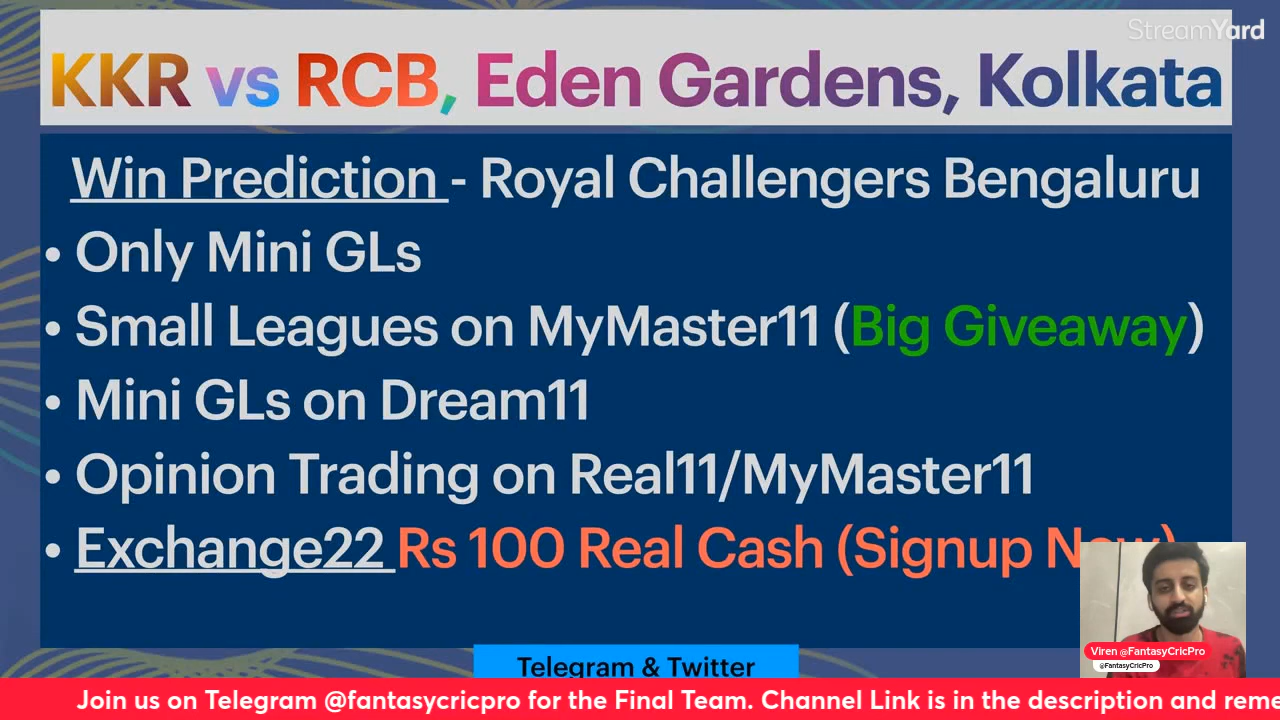 StreamYard
KKR vs RCB, Eden Gardens, Kolkata
Win Prediction - Royal Challengers Bengaluru
• Only Mini GLs
• Small Leagues on MyMaster11 (Big Giveaway)
• Mini GLs on Dream11
• Opinion Trading on Real11/MyMaster11
• Exchange22 Rs 100 Real Cash (Signup
Viren @FantasyCricPro
@FantasyCricPro
Telegram & Twitter
Join us on Telegram @fantasycricpro for the Final Team. Channel Link is in the description and reme